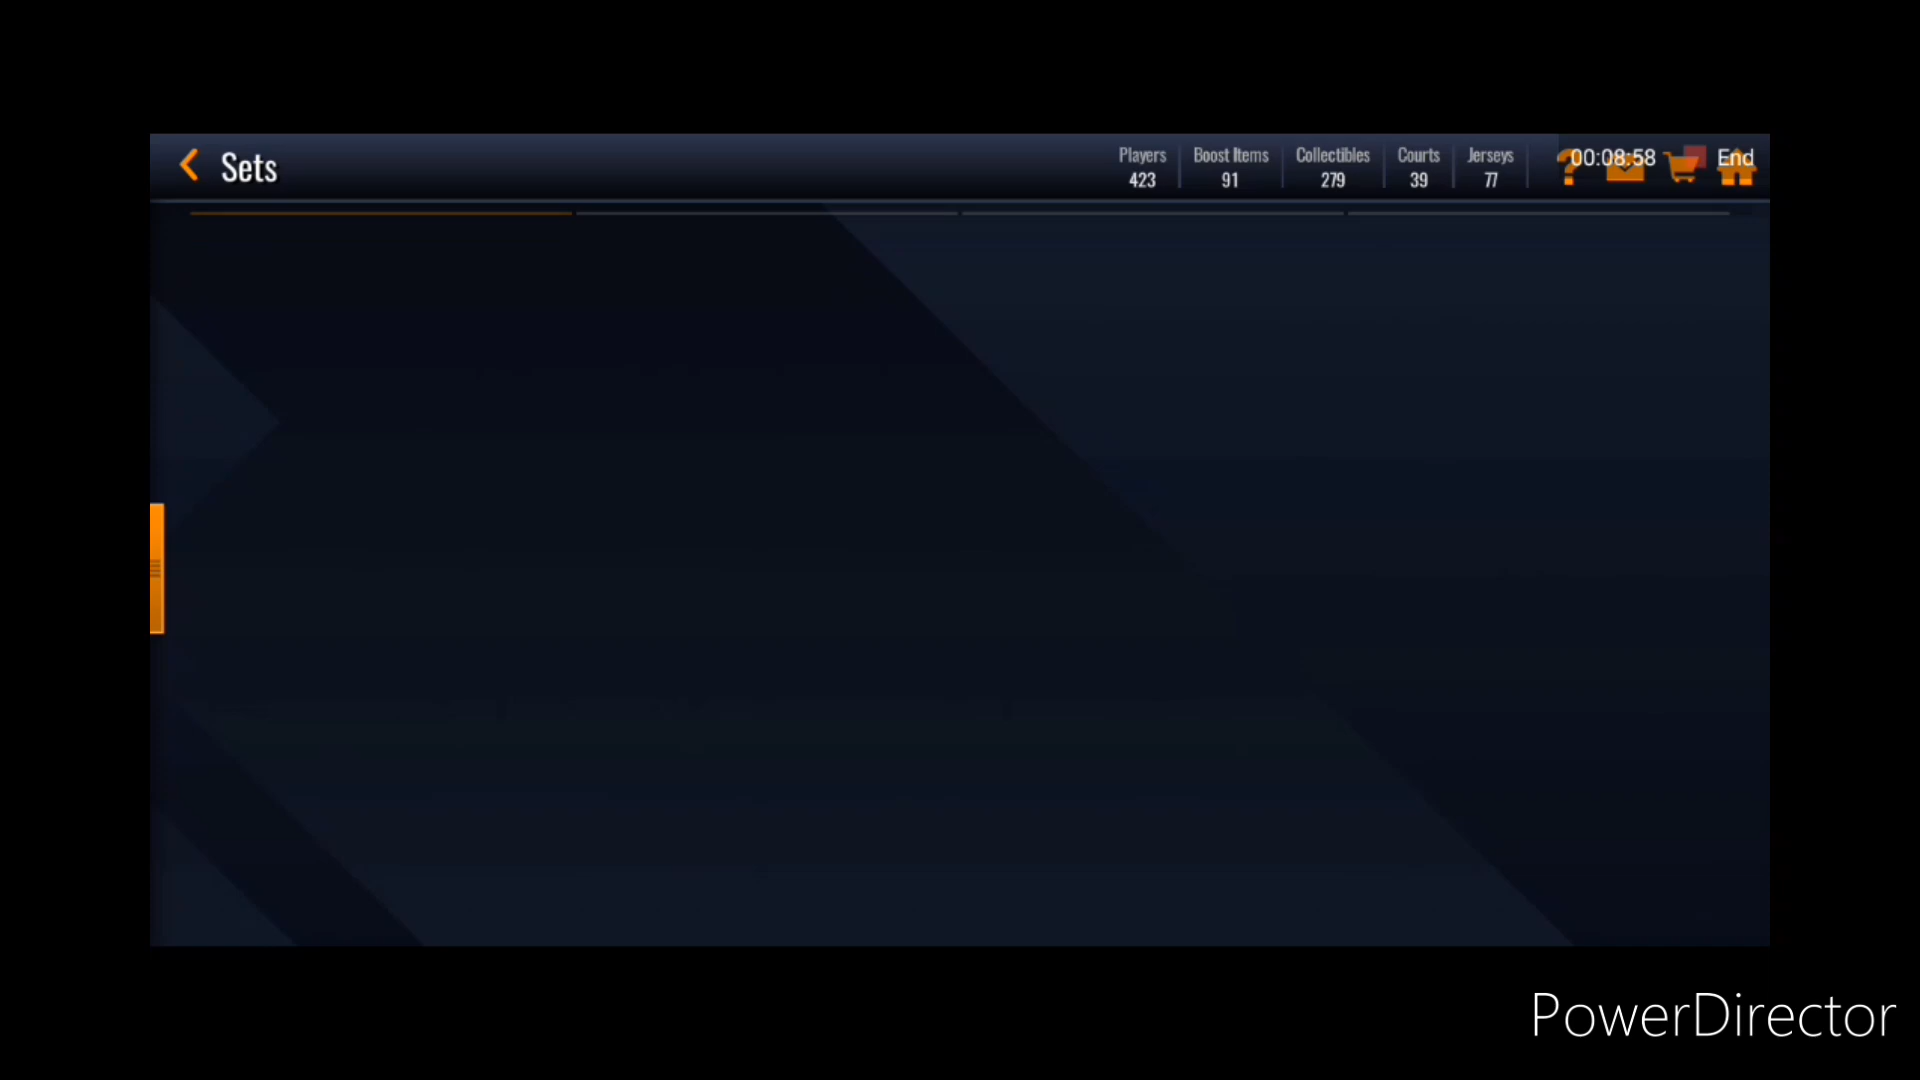 Sets
Players
423
Boost Items
91
Collectibles
279
Courts
39
Jerseys
77
00:08:58
End
PowerDirector